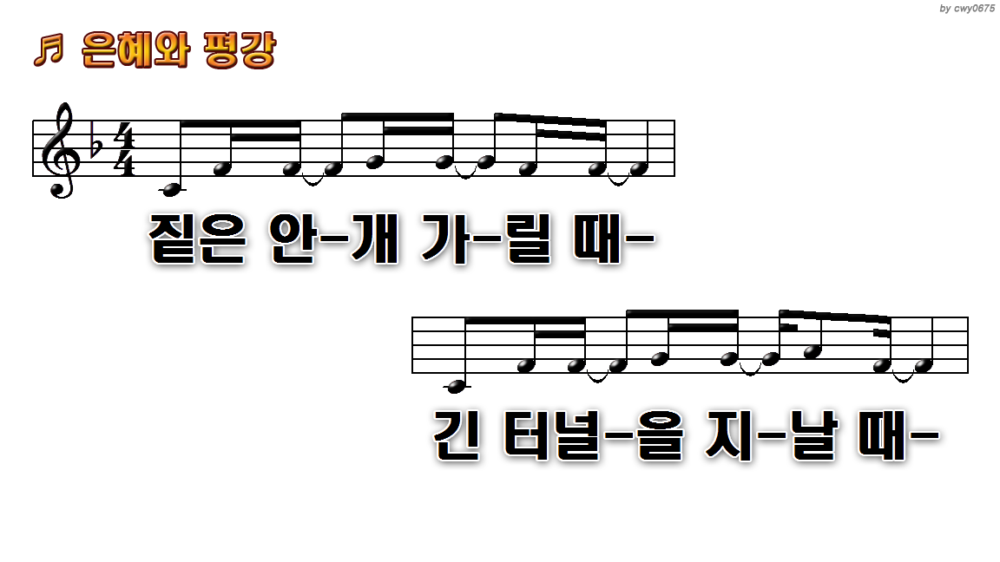 by cwy0675
♬ 은혜와 평강
짙은 안-개 가-릴 때-
긴 터널-을 지-날 때-